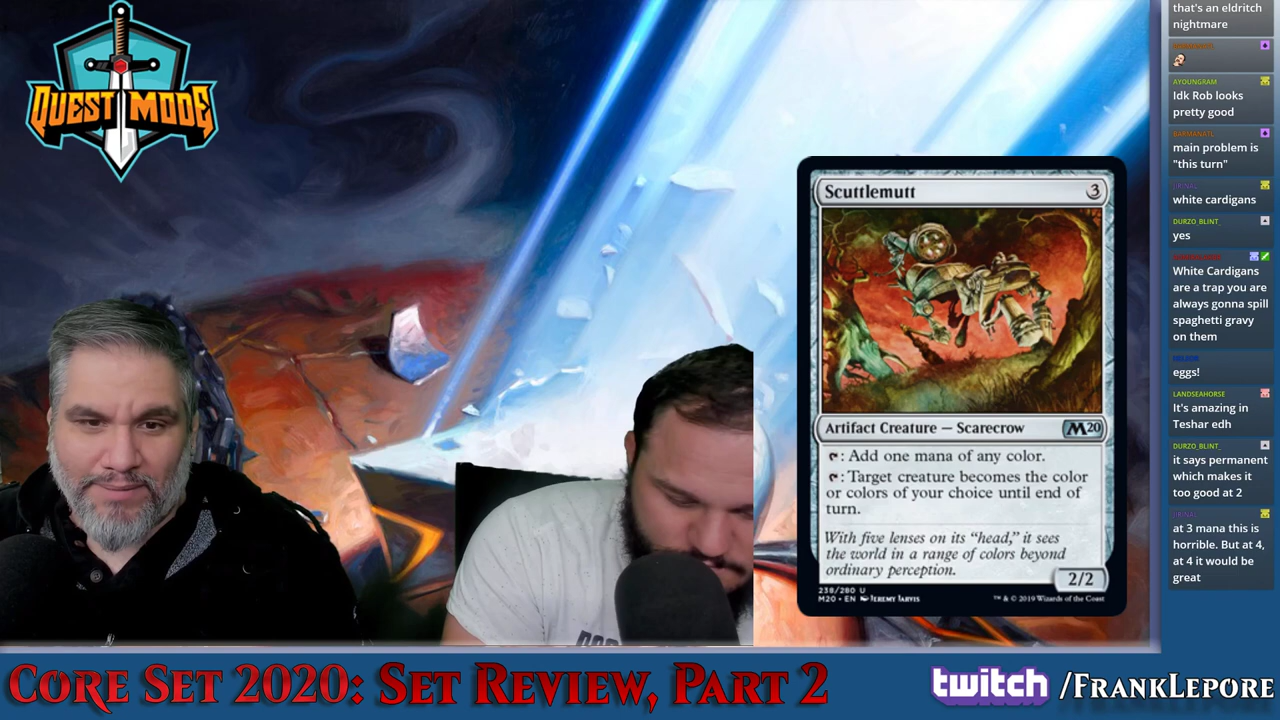 QUEST MODE
Scuttlemutt 3
Artifact Creature — Scarecrow M20
: Add one mana of any color.
: Target creature becomes the color
or colors of your choice until end of
turn.
With five lenses on its “head,” it sees
the world in a range of colors beyond
ordinary perception.
2/2
238/280 U
M20 • EN JEREMY JARVIS
™ & © 2019 Wizards of the Coast
that's an eldritch
nightmare
AYOUNGRAM
Idk Rob looks
pretty good
main problem is
"this turn"
white cardigans
DURZO_BLINT_
yes
White Cardigans
are a trap you are
always gonna spill
spaghetti gravy
on them
eggs!
LANDSEAHORSE
It's amazing in
Teshar edh
DURZO_BLINT_
it says permanent
which makes it
too good at 2
at 3 mana this is
horrible. But at 4,
at 4 it would be
great
CORE SET 2020: SET REVIEW, PART 2
twitch /FRANKLEPORE